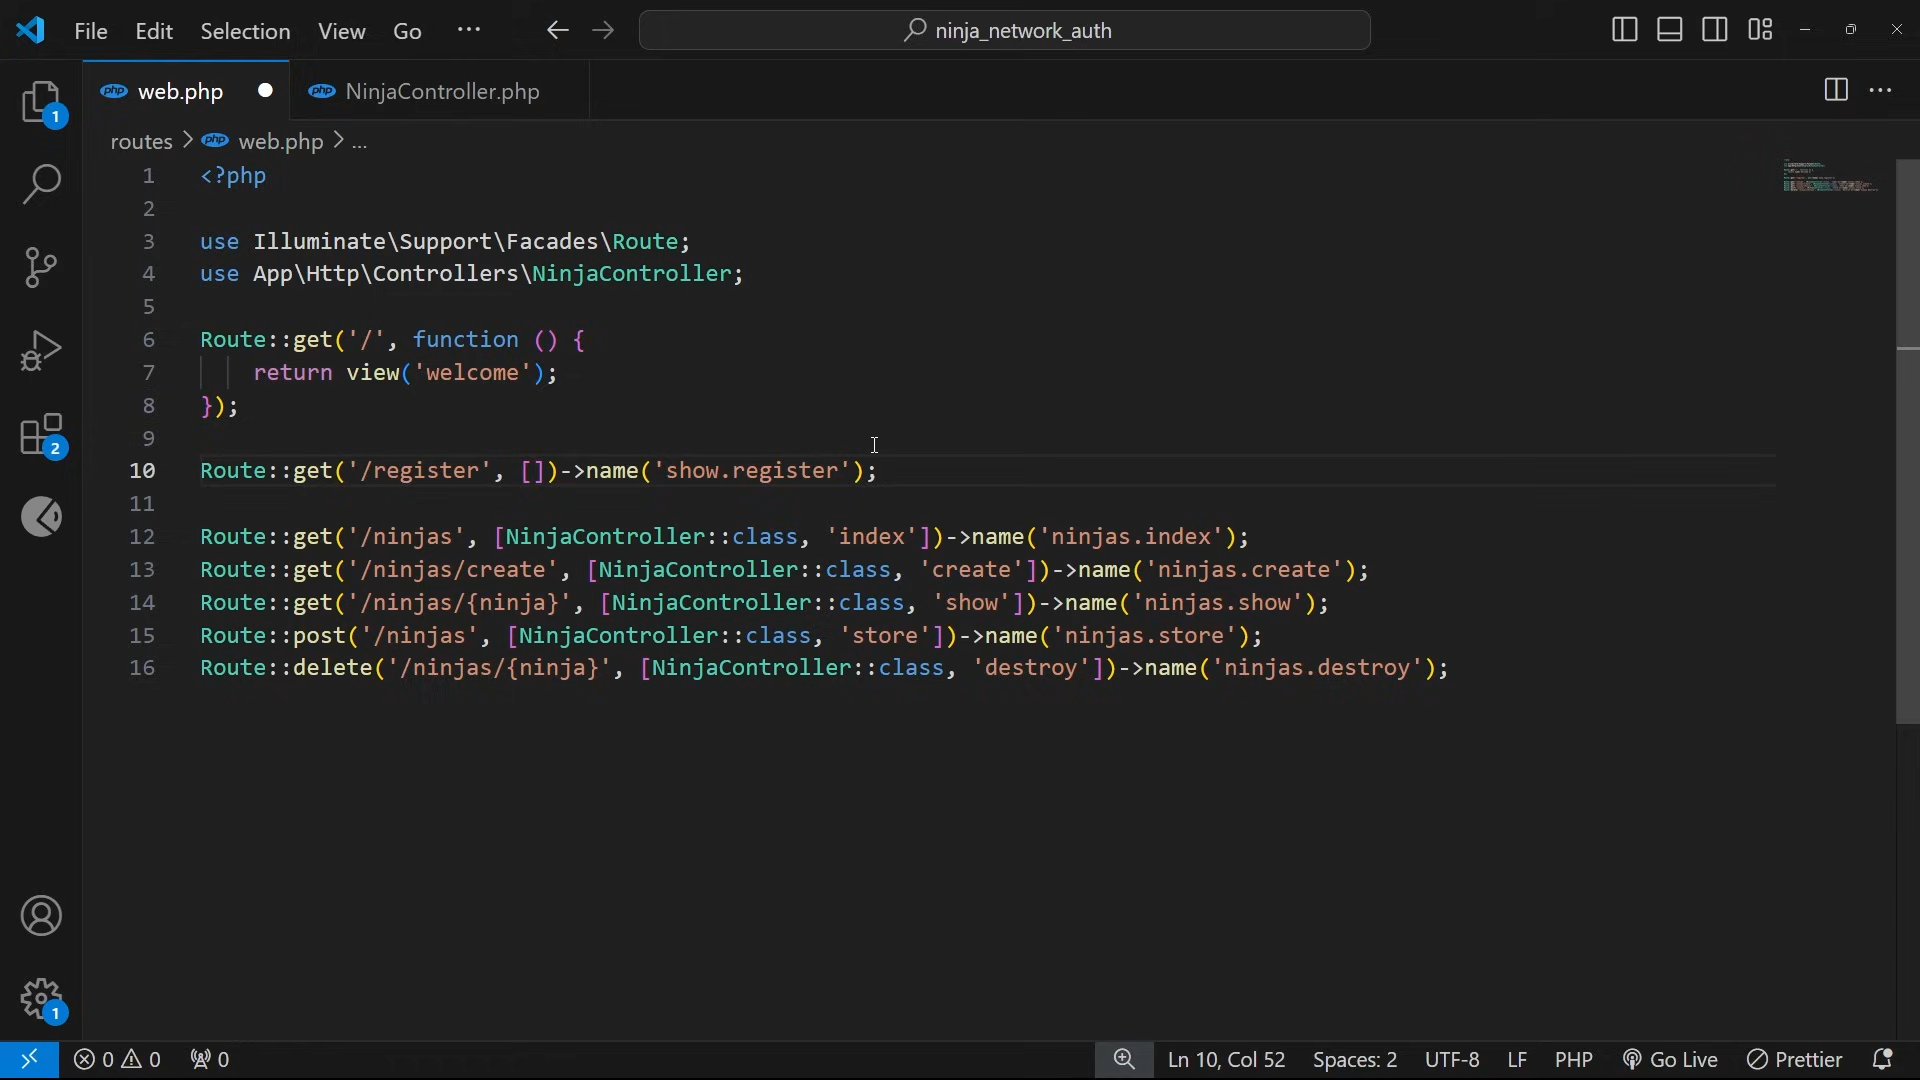 File Edit Selection View Go ··· ninja_network_auth
php web.php php NinjaController.php
1
routes > php web.php > ...
1 <?php
2
3 use Illuminate\Support\Facades\Route;
4 use App\Http\Controllers\NinjaController;
5
6 Route::get('/', function () {
7 return view('welcome');
8 });
9
10 Route::get('/register', [])->name('show.register');
11
12 Route::get('/ninjas', [NinjaController::class, 'index'])->name('ninjas.index');
13 Route::get('/ninjas/create', [NinjaController::class, 'create'])->name('ninjas.create');
14 Route::get('/ninjas/{ninja}', [NinjaController::class, 'show'])->name('ninjas.show');
15 Route::post('/ninjas', [NinjaController::class, 'store'])->name('ninjas.store');
16 Route::delete('/ninjas/{ninja}', [NinjaController::class, 'destroy'])->name('ninjas.destroy');
2
1
0 0 0 Ln 10, Col 52 Spaces: 2 UTF-8 LF PHP Go Live Prettier